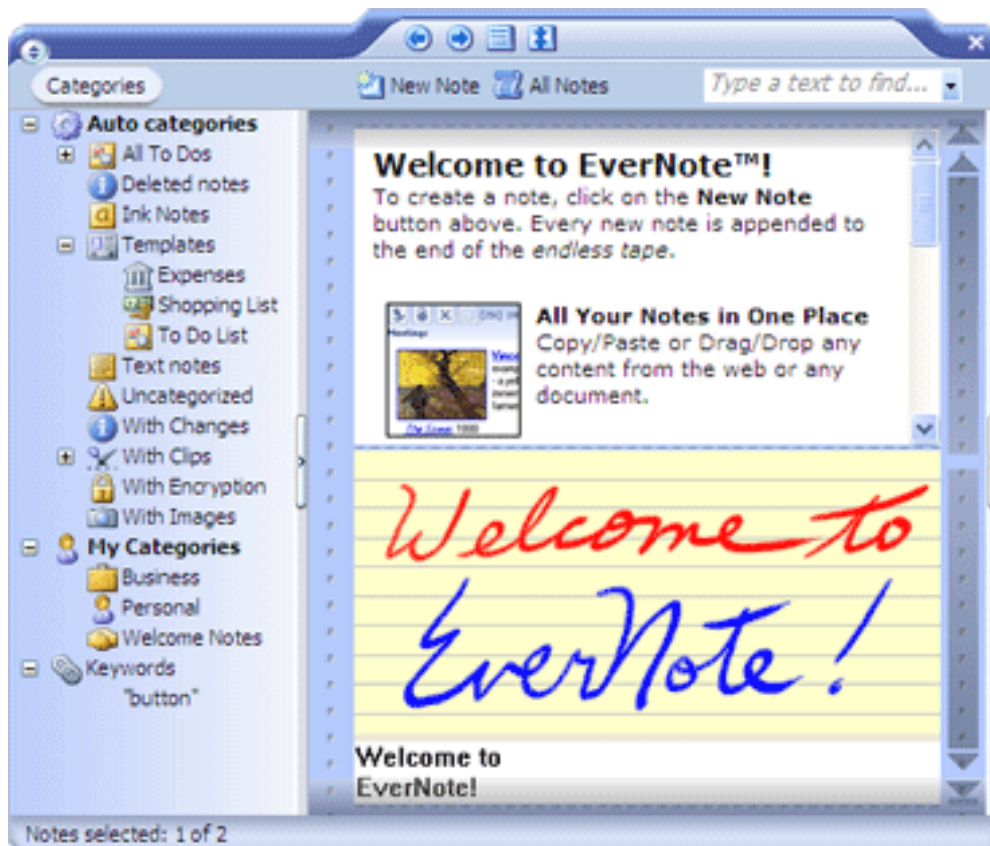 Categories
New Note
All Notes
Type a text to find...
Auto categories
All To Dos
Deleted notes
Ink Notes
Templates
Expenses
Shopping List
To Do List
Text notes
Uncategorized
With Changes
With Clips
With Encryption
With Images
My Categories
Business
Personal
Welcome Notes
Keywords
"button"
Welcome to EverNote™!
To create a note, click on the New Note
button above. Every new note is appended to
the end of the endless tape.
Meetings
All Your Notes in One Place
Copy/Paste or Drag/Drop any
content from the web or any
document.
Welcome to
EverNote!
Welcome to
EverNote!
Notes selected: 1 of 2